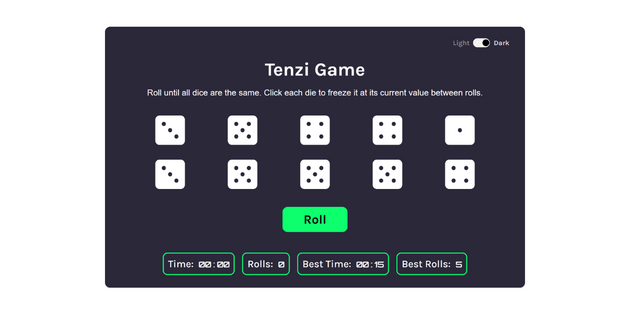 Light Dark
Tenzi Game
Roll until all dice are the same. Click each die to freeze it at its current value between rolls.
Roll
Time: 00:00 Rolls: 0 Best Time: 00:15 Best Rolls: 5